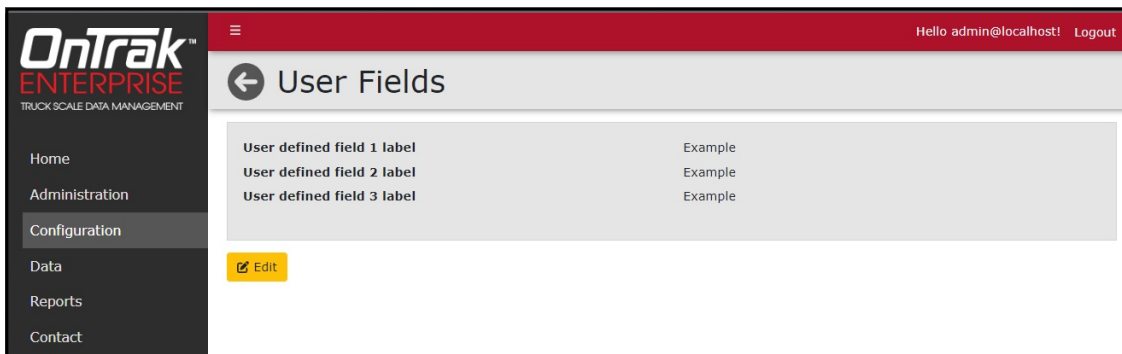 OnTrak™
ENTERPRISE
TRUCK SCALE DATA MANAGEMENT
Home
Administration
Configuration
Data
Reports
Contact
Hello admin@localhost! Logout
User Fields
User defined field 1 label Example
User defined field 2 label Example
User defined field 3 label Example
Edit